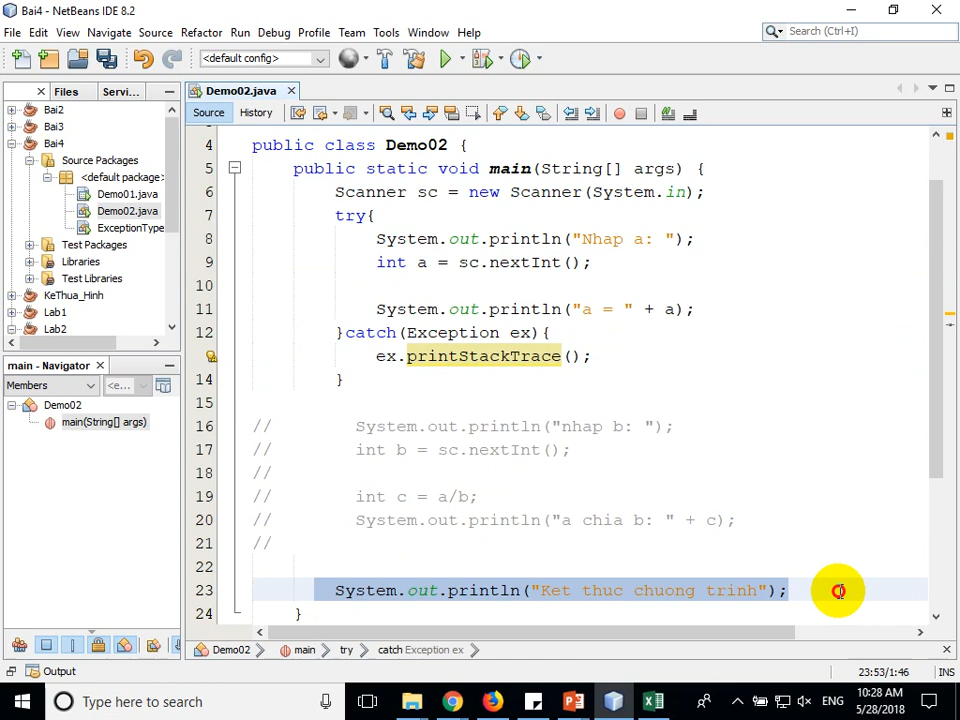 Bai4 - NetBeans IDE 8.2
File Edit View Navigate Source Refactor Run Debug Profile Team Tools Window Help
Search (Ctrl+I)
<default config>
Files Servi...
Demo02.java
Source History
Bai2
Bai3
Bai4
Source Packages
<default package>
Demo01.java
Demo02.java
ExceptionType
Test Packages
Libraries
Test Libraries
KeThua_Hinh
Lab1
Lab2
main - Navigator
Members <e...
Demo02
main(String[] args)
4 public class Demo02 {
5 public static void main(String[] args) {
6 Scanner sc = new Scanner(System.in);
7 try{
8 System.out.println("Nhap a: ");
9 int a = sc.nextInt();
10
11 System.out.println("a = " + a);
12 }catch(Exception ex){
ex.printStackTrace();
14 }
15
16 // System.out.println("nhap b: ");
17 // int b = sc.nextInt();
18 //
19 // int c = a/b;
20 // System.out.println("a chia b: " + c);
21 //
22
23 System.out.println("Ket thuc chuong trinh");
24 }
Demo02 main try catch Exception ex
Output
23:53/1:46 INS
Type here to search
ENG
10:28 AM
5/28/2018